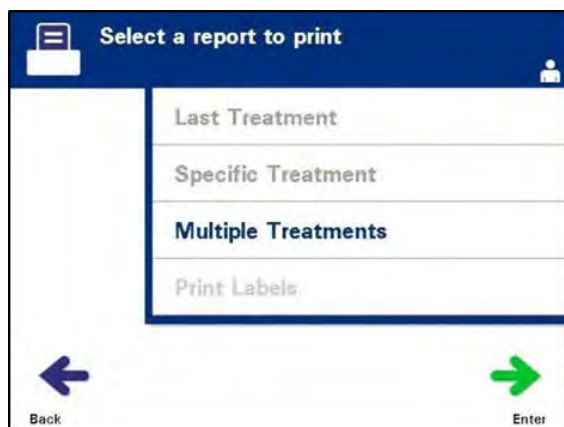 Select a report to print
Last Treatment
Specific Treatment
Multiple Treatments
Print Labels
Back
Enter